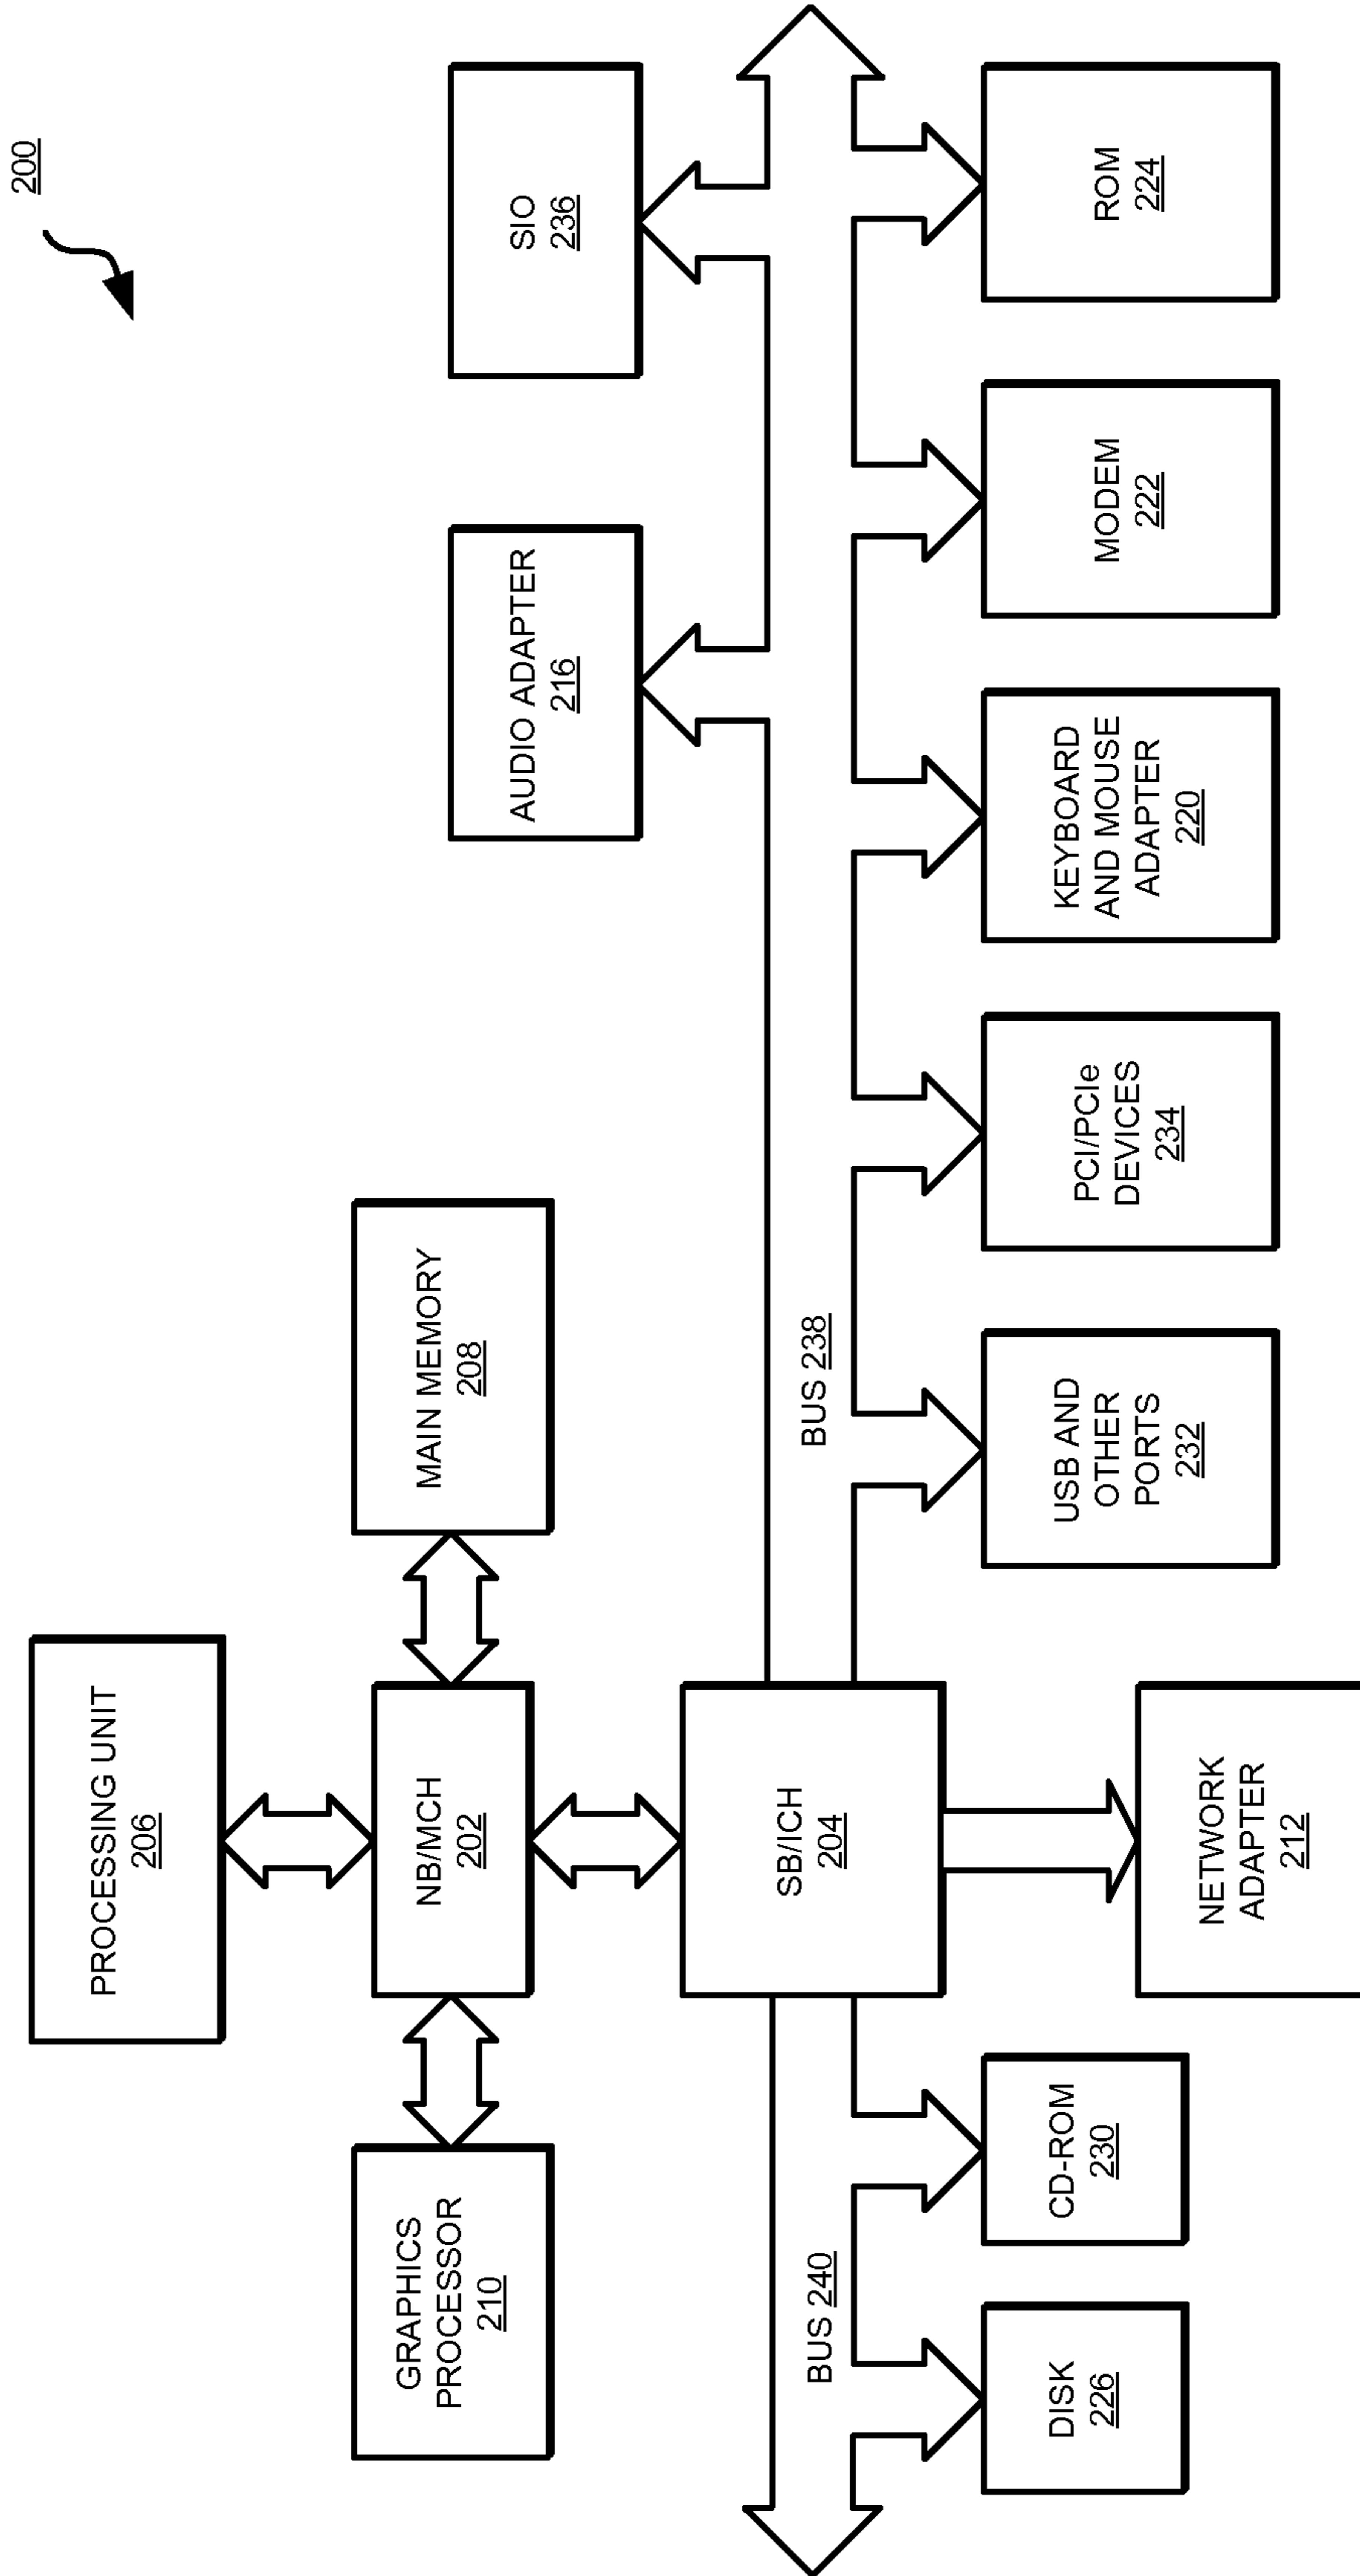 200
PROCESSING UNIT
206
GRAPHICS
PROCESSOR
210
NB/MCH
202
MAIN MEMORY
208
AUDIO ADAPTER
216
SIO
236
SB/ICH
204
BUS 240
BUS 238
DISK
226
CD-ROM
230
NETWORK
ADAPTER
212
USB AND
OTHER
PORTS
232
PCI/PCIe
DEVICES
234
KEYBOARD
AND MOUSE
ADAPTER
220
MODEM
222
ROM
224